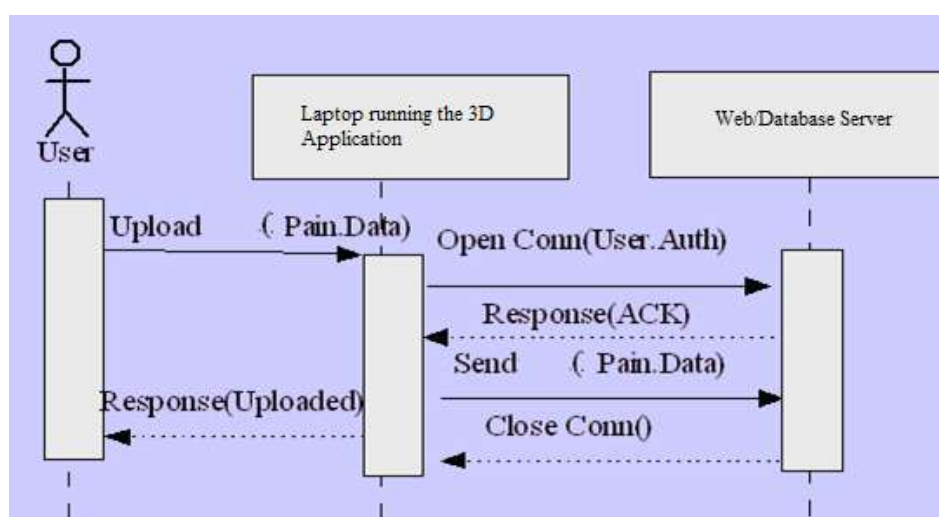 Laptop running the 3D
Application
Web/Database Server
User
Upload ( Pain.Data)
Open Conn(User.Auth)
Response(ACK)
Send ( Pain.Data)
Response(Uploaded)
Close Conn()